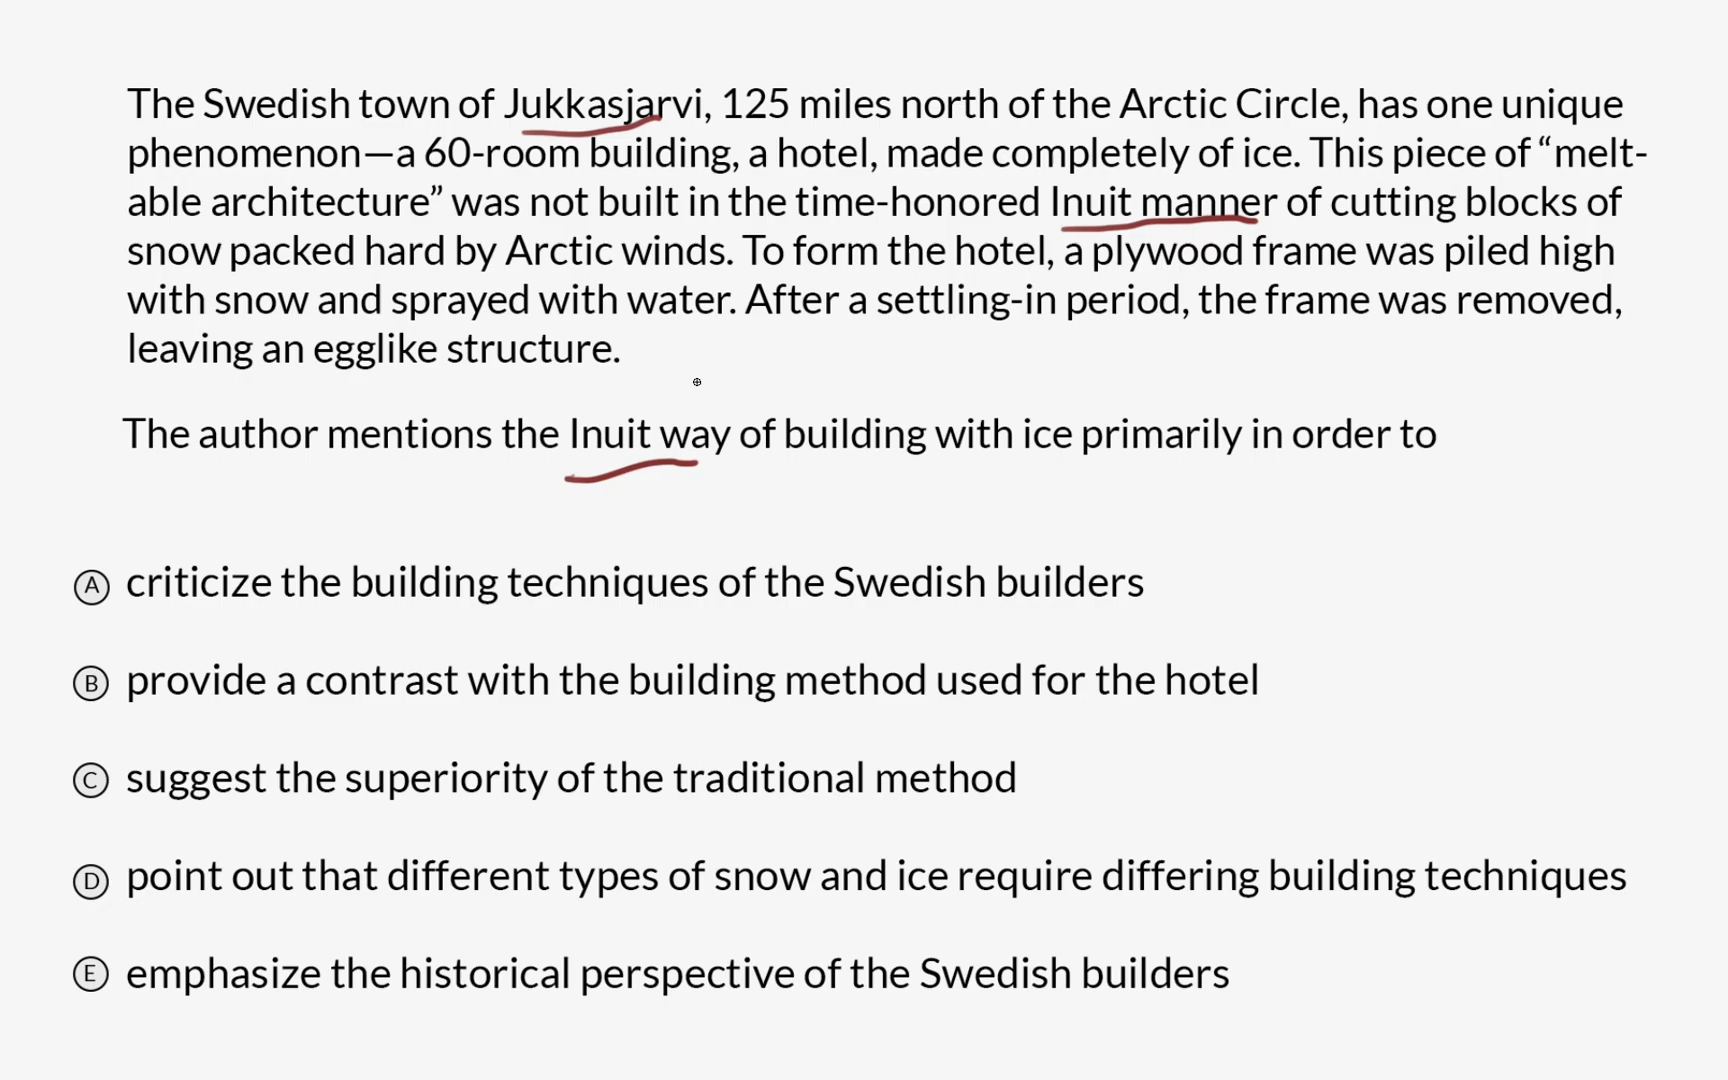 The Swedish town of Jukkasjarvi, 125 miles north of the Arctic Circle, has one unique
phenomenon—a 60-room building, a hotel, made completely of ice. This piece of “melt-
able architecture” was not built in the time-honored Inuit manner of cutting blocks of
snow packed hard by Arctic winds. To form the hotel, a plywood frame was piled high
with snow and sprayed with water. After a settling-in period, the frame was removed,
leaving an egglike structure.
The author mentions the Inuit way of building with ice primarily in order to
A criticize the building techniques of the Swedish builders
B provide a contrast with the building method used for the hotel
C suggest the superiority of the traditional method
D point out that different types of snow and ice require differing building techniques
E emphasize the historical perspective of the Swedish builders